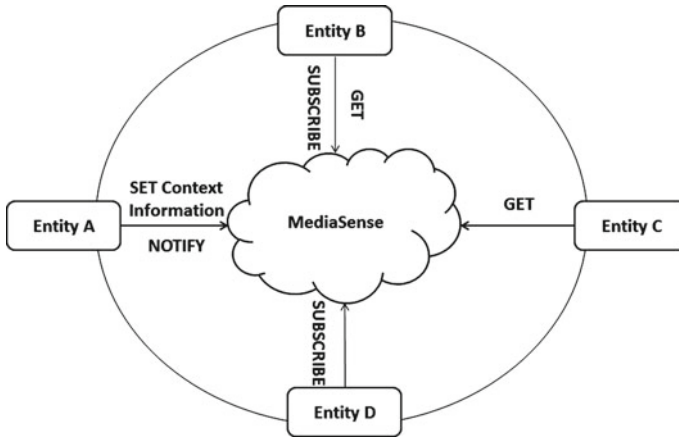 Entity B
SUBSCRIBE
GET
SET Context
Information
Entity A
NOTIFY
MediaSense
GET
Entity C
SUBSCRIBE
Entity D